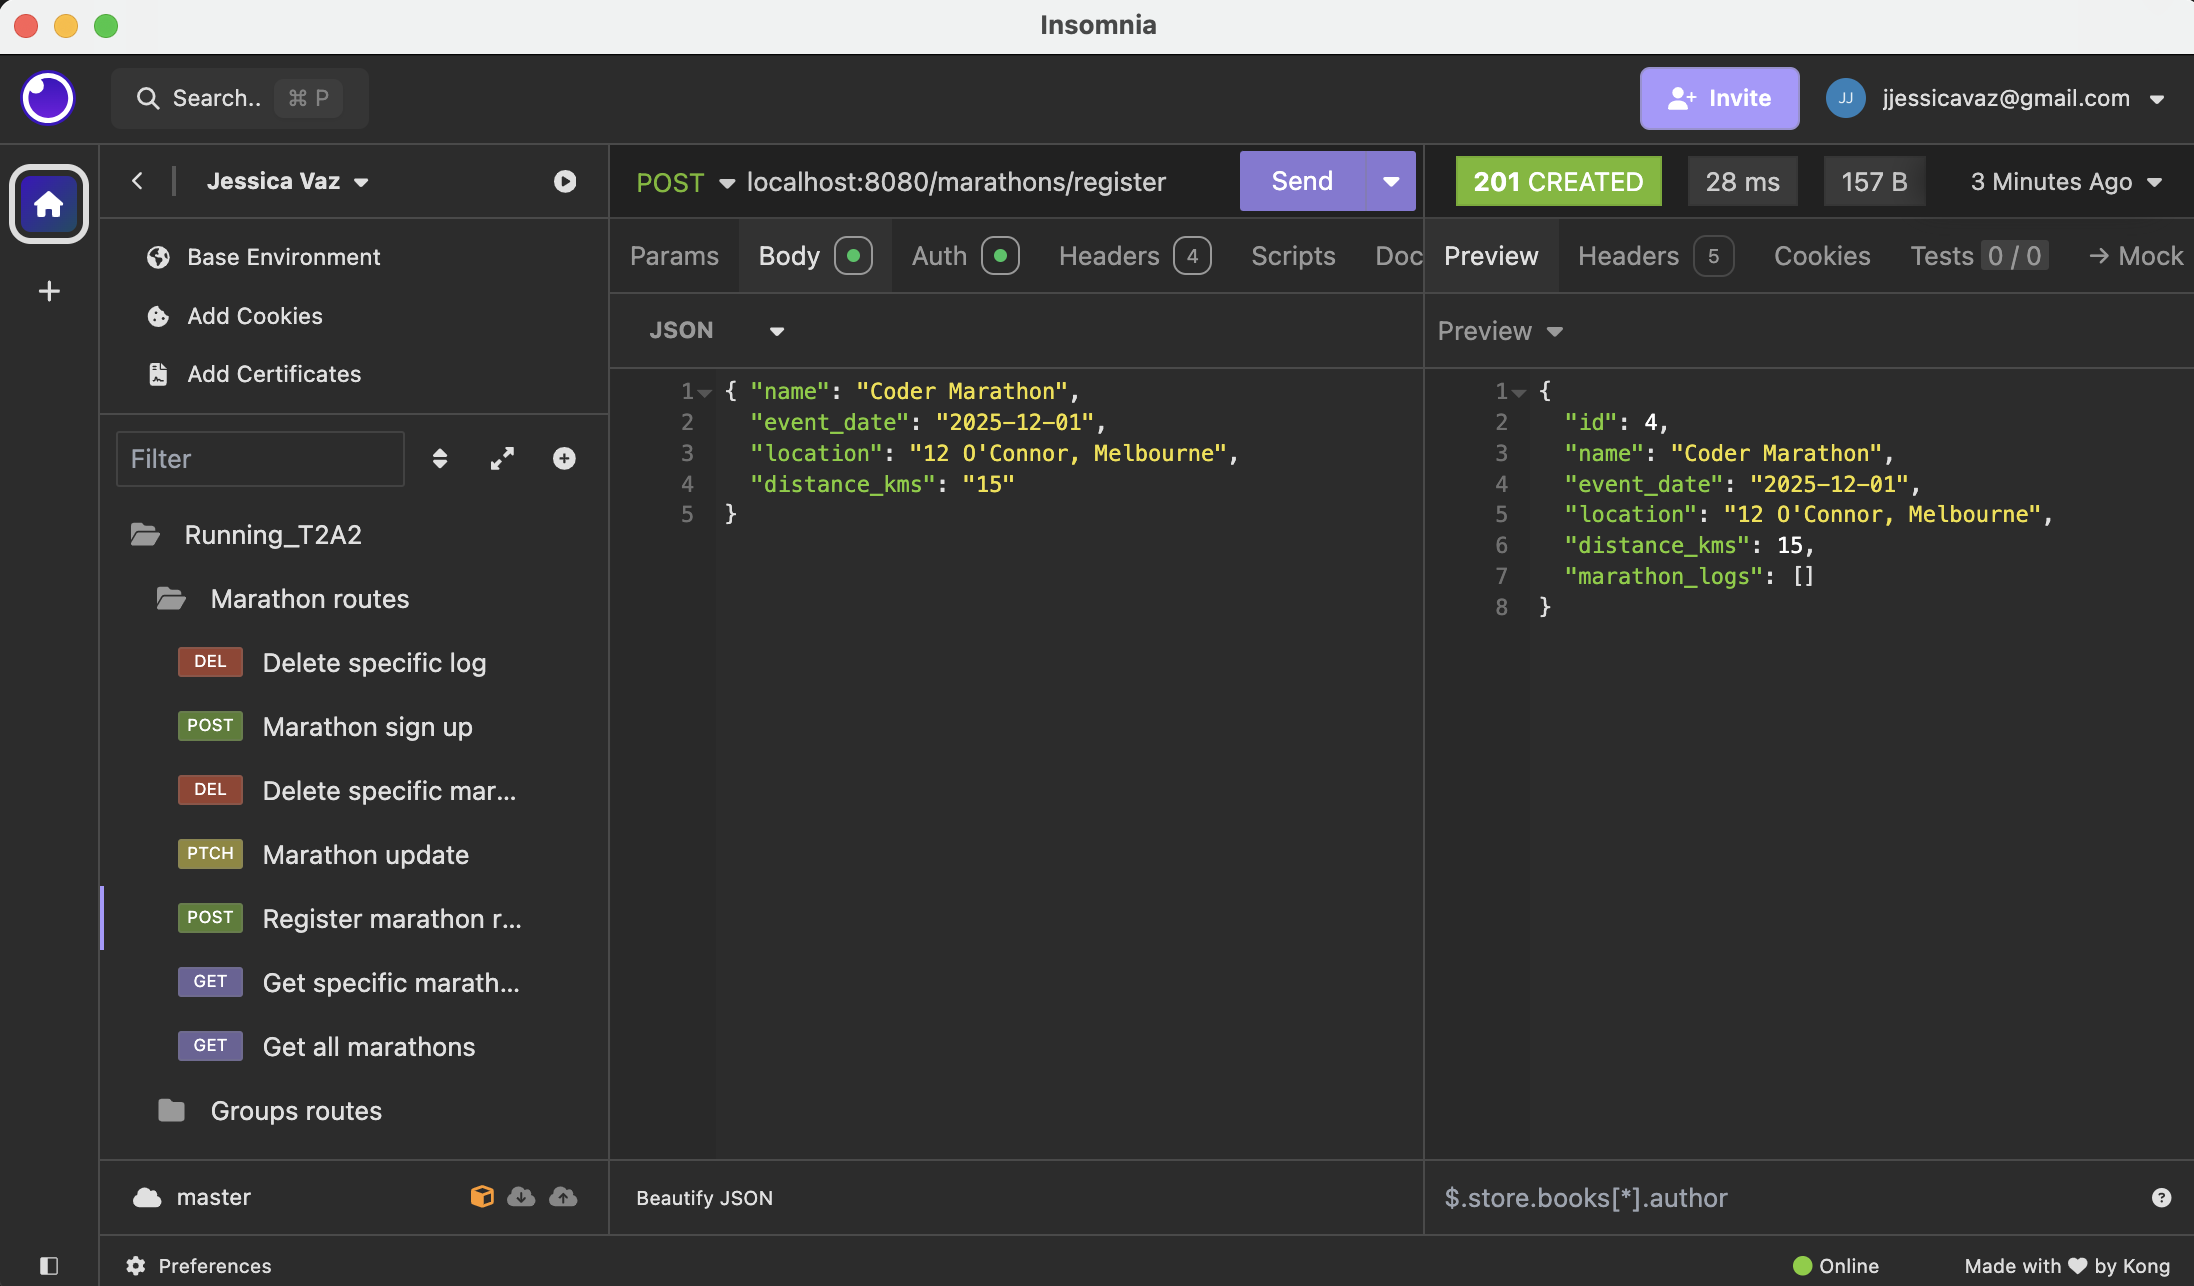 Insomnia
Search.. ⌘ P
Invite
JJ jjessicavaz@gmail.com
Jessica Vaz
Base Environment
Add Cookies
Add Certificates
Filter
Running_T2A2
Marathon routes
DEL Delete specific log
POST Marathon sign up
DEL Delete specific mar...
PTCH Marathon update
POST Register marathon r...
GET Get specific marath...
GET Get all marathons
Groups routes
master
POST localhost:8080/marathons/register Send
Params Body Auth Headers 4 Scripts Doc
JSON
1 { "name": "Coder Marathon",
2 "event_date": "2025-12-01",
3 "location": "12 O'Connor, Melbourne",
4 "distance_kms": "15"
5 }
Beautify JSON
201 CREATED 28 ms 157 B 3 Minutes Ago
Preview Headers 5 Cookies Tests 0 / 0 → Mock
Preview
1 {
2 "id": 4,
3 "name": "Coder Marathon",
4 "event_date": "2025-12-01",
5 "location": "12 O'Connor, Melbourne",
6 "distance_kms": 15,
7 "marathon_logs": []
8 }
$.store.books[*].author ?
Preferences
Online
Made with ♥ by Kong